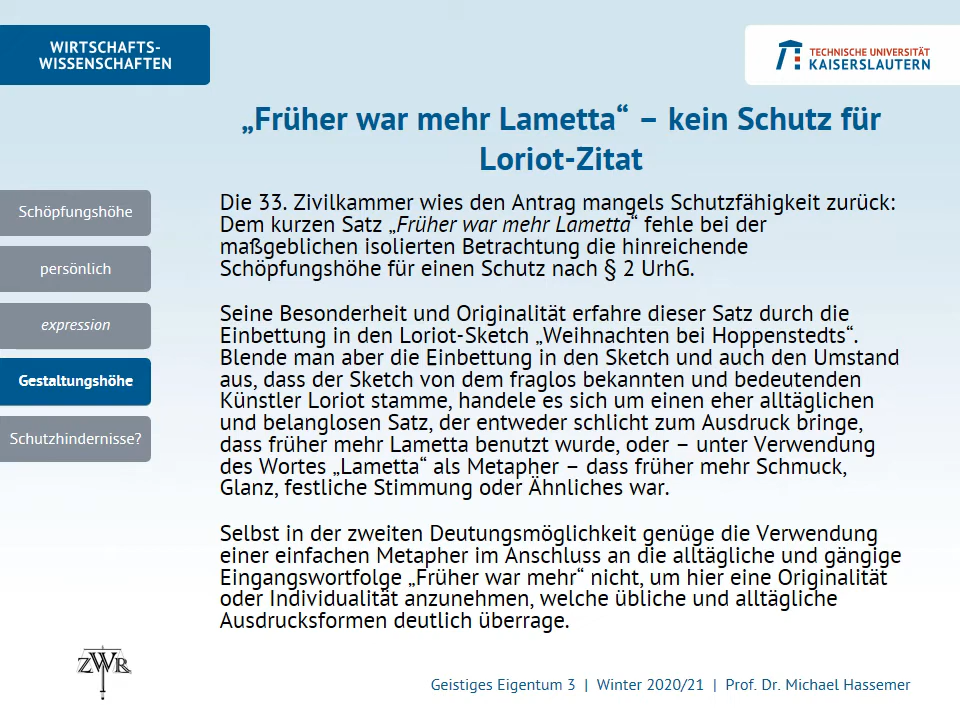 WIRTSCHAFTS-
WISSENSCHAFTEN
TECHNISCHE UNIVERSITÄT
KAISERSLAUTERN
„Früher war mehr Lametta“ – kein Schutz für
Loriot-Zitat
Schöpfungshöhe
persönlich
expression
Gestaltungshöhe
Schutzhindernisse?
Die 33. Zivilkammer wies den Antrag mangels Schutzfähigkeit zurück:
Dem kurzen Satz „Früher war mehr Lametta“ fehle bei der
maßgeblichen isolierten Betrachtung die hinreichende
Schöpfungshöhe für einen Schutz nach § 2 UrhG.
Seine Besonderheit und Originalität erfahre dieser Satz durch die
Einbettung in den Loriot-Sketch „Weihnachten bei Hoppenstedts“.
Blende man aber die Einbettung in den Sketch und auch den Umstand
aus, dass der Sketch von dem fraglos bekannten und bedeutenden
Künstler Loriot stamme, handele es sich um einen eher alltäglichen
und belanglosen Satz, der entweder schlicht zum Ausdruck bringe,
dass früher mehr Lametta benutzt wurde, oder – unter Verwendung
des Wortes „Lametta“ als Metapher – dass früher mehr Schmuck,
Glanz, festliche Stimmung oder Ähnliches war.
Selbst in der zweiten Deutungsmöglichkeit genüge die Verwendung
einer einfachen Metapher im Anschluss an die alltägliche und gängige
Eingangswortfolge „Früher war mehr“ nicht, um hier eine Originalität
oder Individualität anzunehmen, welche übliche und alltägliche
Ausdrucksformen deutlich überrage.
ZWR
Geistiges Eigentum 3 | Winter 2020/21 | Prof. Dr. Michael Hassemer